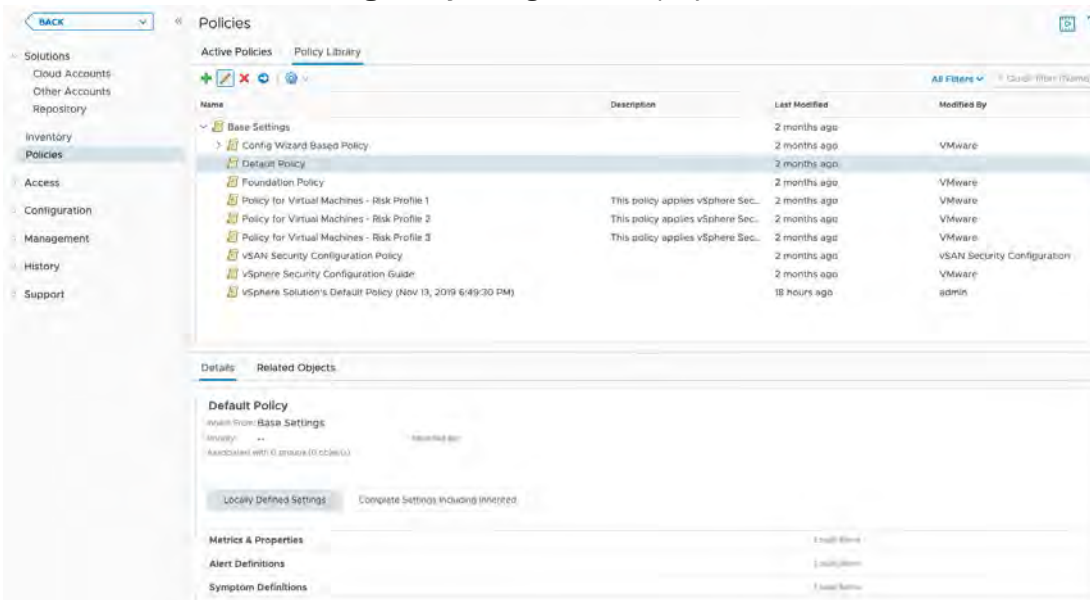 BACK
Policies
Solutions
Cloud Accounts
Other Accounts
Repository
Inventory
Policies
Access
Configuration
Management
History
Support
Active Policies Policy Library
All Filters
Name Description Last Modified Modified By
Base Settings 2 months ago
Config Wizard Based Policy 2 months ago VMware
Default Policy 2 months ago
Foundation Policy 2 months ago VMware
Policy for Virtual Machines - Risk Profile 1 This policy applies vSphere Sec... 2 months ago VMware
Policy for Virtual Machines - Risk Profile 2 This policy applies vSphere Sec... 2 months ago VMware
Policy for Virtual Machines - Risk Profile 3 This policy applies vSphere Sec... 2 months ago VMware
vSAN Security Configuration Policy 2 months ago vSAN Security Configuration
vSphere Security Configuration Guide 2 months ago VMware
vSphere Solution's Default Policy (Nov 13, 2019 6:49:30 PM) 18 hours ago admin
Details Related Objects
Default Policy
Base Settings
Associated with 0 groups (0 objects)
Locally Defined Settings Complete Settings Including Inherited
Metrics & Properties
Alert Definitions
Symptom Definitions